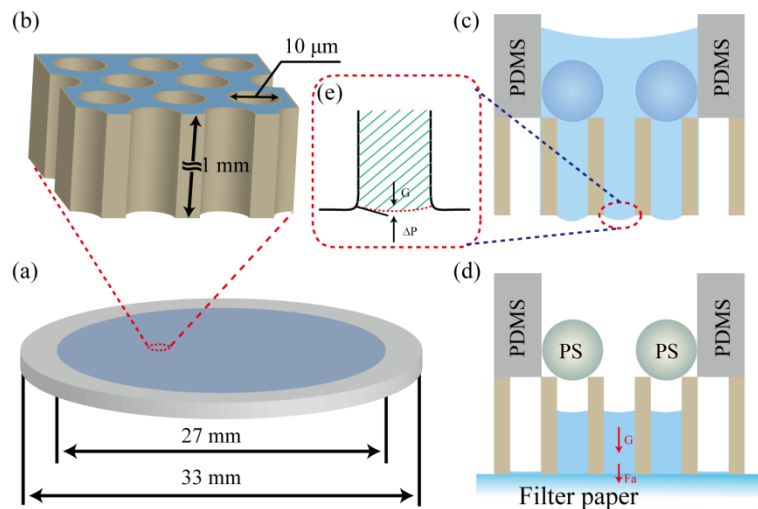 (b)
10 μm
(e)
1 mm
G
ΔP
(c)
PDMS
PDMS
(a)
27 mm
33 mm
(d)
PDMS
PS
PS
PDMS
G
Fa
Filter paper